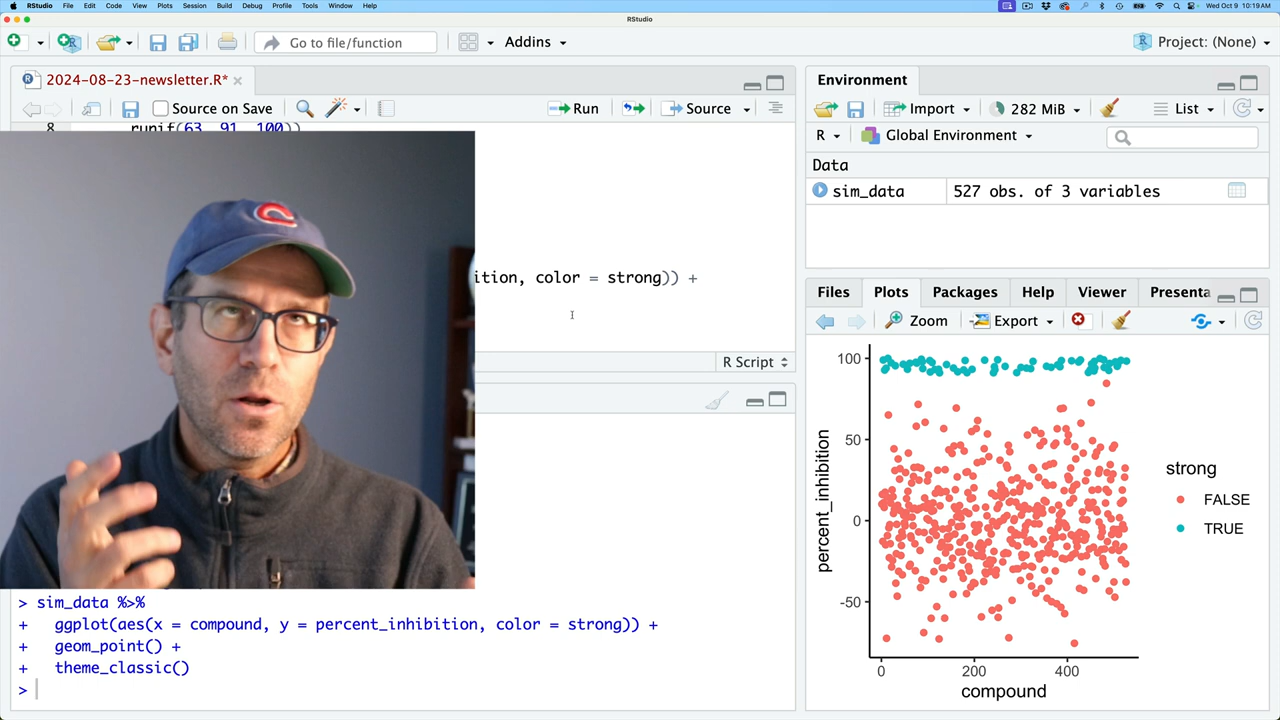 RStudio File Edit Code View Plots Session Build Debug Profile Tools Window Help
Wed Oct 9 10:19 AM
RStudio
Go to file/function
Addins
Project: (None)
2024-08-23-newsletter.R*
Source on Save
Run
Source
8 runif(63, 91, 100))
ition, color = strong)) +
R Script
> sim_data %>%
+ ggplot(aes(x = compound, y = percent_inhibition, color = strong)) +
+ geom_point() +
+ theme_classic()
>
Environment
Import
282 MiB
List
R
Global Environment
Data
sim_data 527 obs. of 3 variables
Files Plots Packages Help Viewer Presenta
Zoom
Export
100
50
0
-50
percent_inhibition
0 200 400
compound
strong
FALSE
TRUE
C